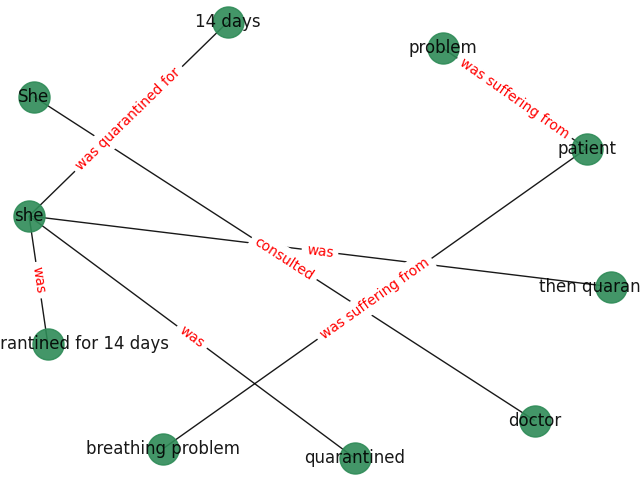 14 days
problem
was suffering from
was quarantined for
She
patient
she
consulted
was
was
then quaran
was suffering from
was
rantined for 14 days
doctor
breathing problem
quarantined